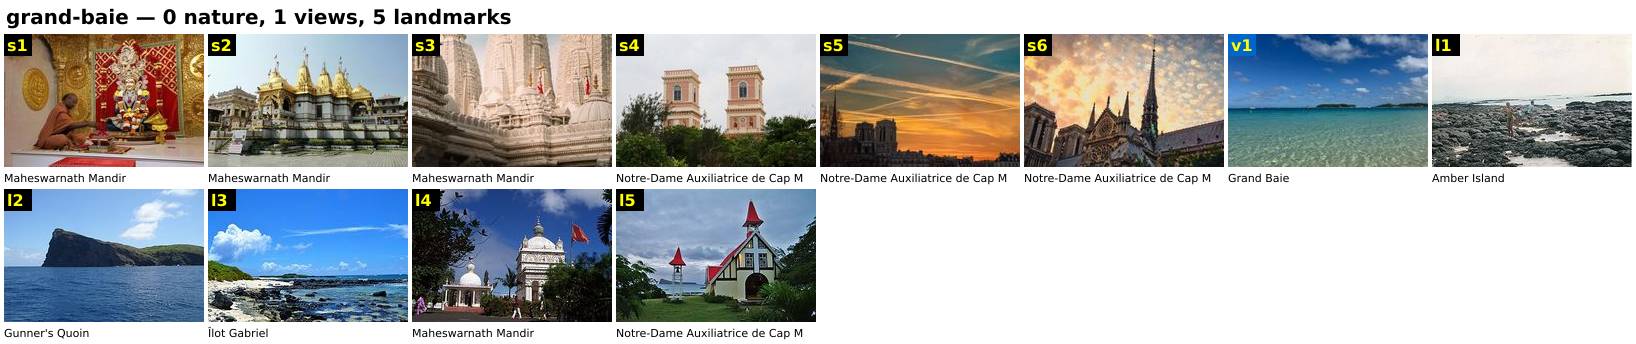 grand-baie — 0 nature, 1 views, 5 landmarks
s1
s2
s3
s4
s5
s6
v1
l1
Maheswarnath Mandir
Maheswarnath Mandir
Maheswarnath Mandir
Notre-Dame Auxiliatrice de Cap M
Notre-Dame Auxiliatrice de Cap M
Notre-Dame Auxiliatrice de Cap M
Grand Baie
Amber Island
l2
l3
l4
l5
Gunner's Quoin
Îlot Gabriel
Maheswarnath Mandir
Notre-Dame Auxiliatrice de Cap M